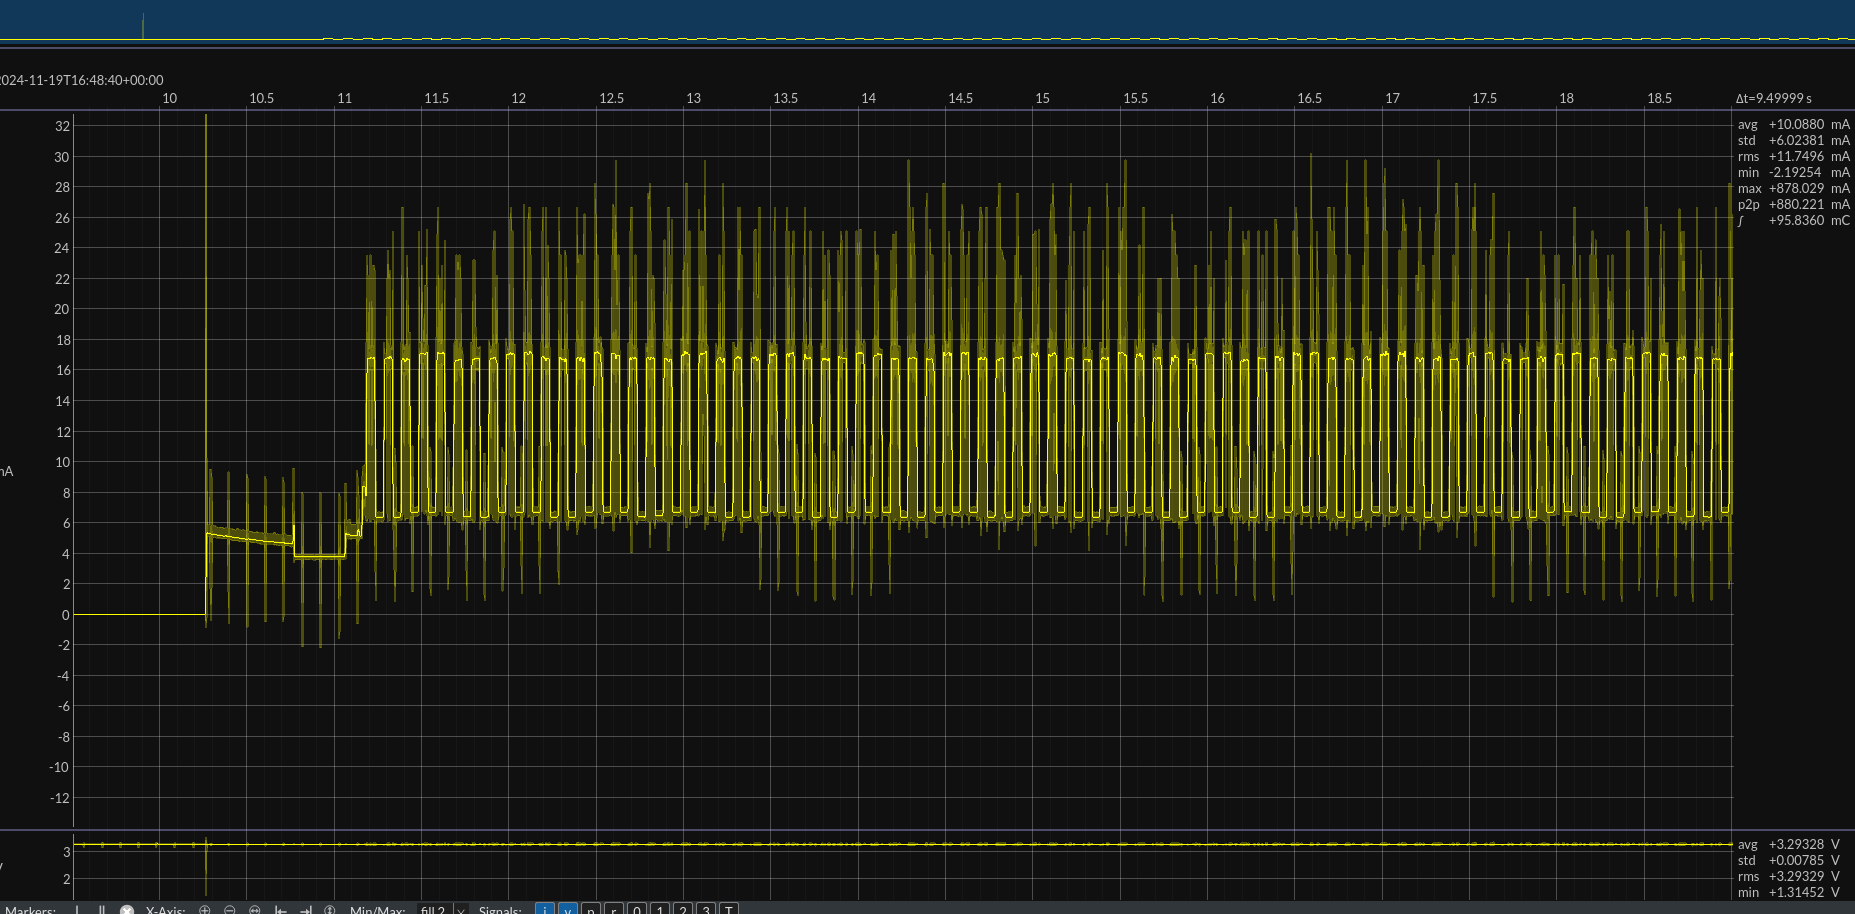 2024-11-19T16:48:40+00:00
10 10.5 11 11.5 12 12.5 13 13.5 14 14.5 15 15.5 16 16.5 17 17.5 18 18.5 Δt=9.49999 s
32
30
28
26
24
22
20
18
16
14
12
10
8
6
4
2
0
-2
-4
-6
-8
-10
-12
mA
avg +10.0880 mA
std +6.02381 mA
rms +11.7496 mA
min -2.19254 mA
max +878.029 mA
p2p +880.221 mA
∫ +95.8360 mC
3
2
avg +3.29328 V
std +0.00785 V
rms +3.29329 V
min +1.31452 V
Markers: X-Axis: Min/Max: fill 2 Signals: i v p r 0 1 2 3 T